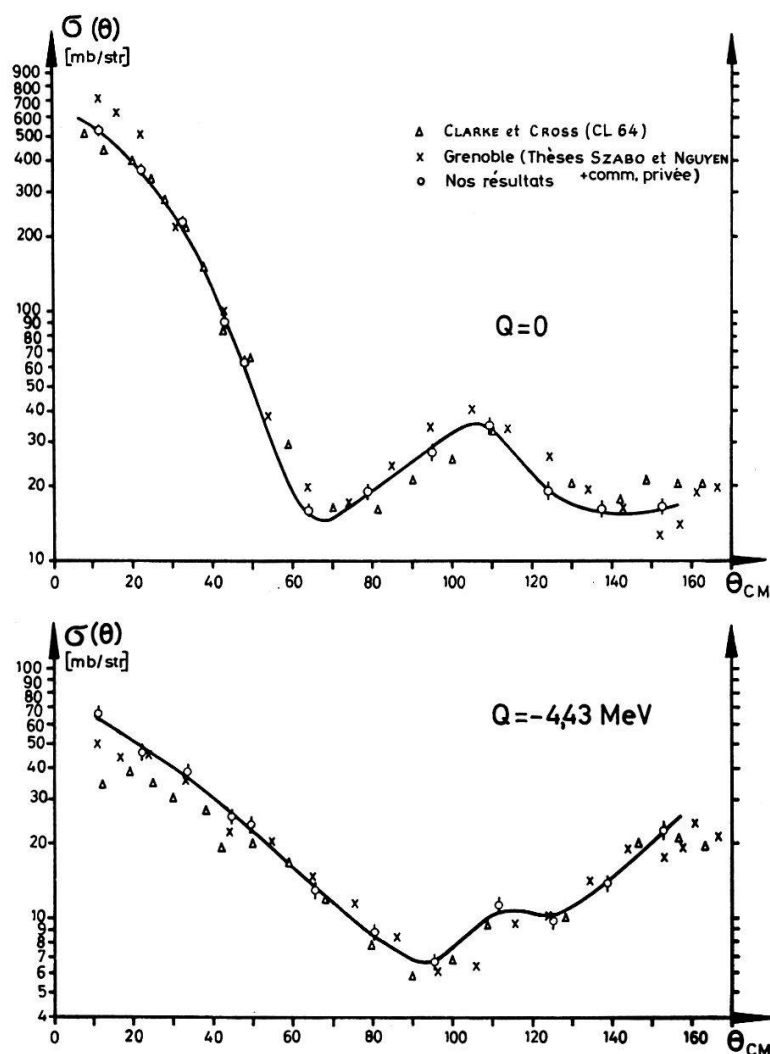 σ(θ)
[mb/str]
900
800
700
600
500
400
300
200
100
90
80
70
60
50
40
30
20
10
Δ CLARKE et CROSS (CL 64)
x Grenoble (Thèses SZABO et NGUYEN
+comm. privée)
o Nos résultats
Q=0
0 20 40 60 80 100 120 140 160 θCM
σ(θ)
[mb/str]
100
80
70
60
50
40
30
20
10
9
8
7
6
5
4
Q=-4,43 MeV
0 20 40 60 80 100 120 140 160 θCM